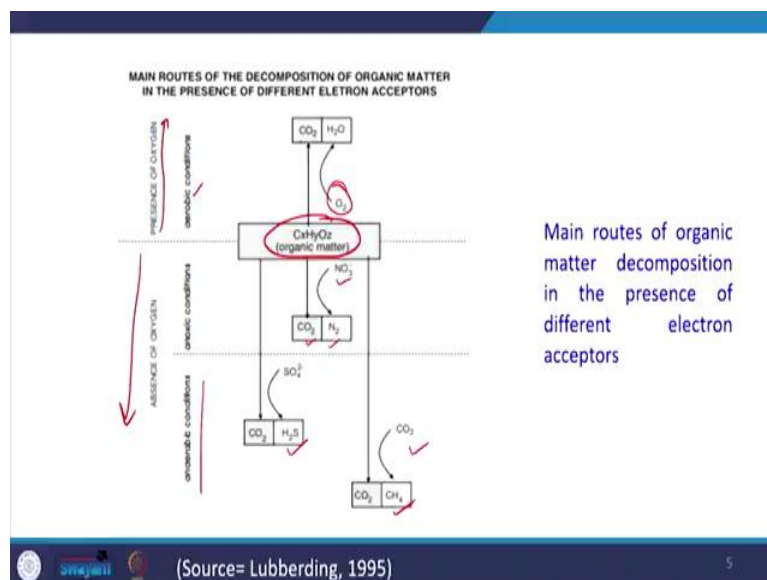 MAIN ROUTES OF THE DECOMPOSITION OF ORGANIC MATTER
IN THE PRESENCE OF DIFFERENT ELETRON ACCEPTORS
PRESENCE OF OXYGEN
aerobic conditions
CO₂ H₂O
O₂
CxHyOz
(organic matter)
ABSENCE OF OXYGEN
anoxic conditions
NO₃⁻
CO₂ N₂
anaerobic conditions
SO₄²⁻
CO₂ H₂S
CO₂
CO₂ CH₄
Main routes of organic
matter decomposition
in the presence of
different electron
acceptors
swayam
(Source= Lubberding, 1995)
5